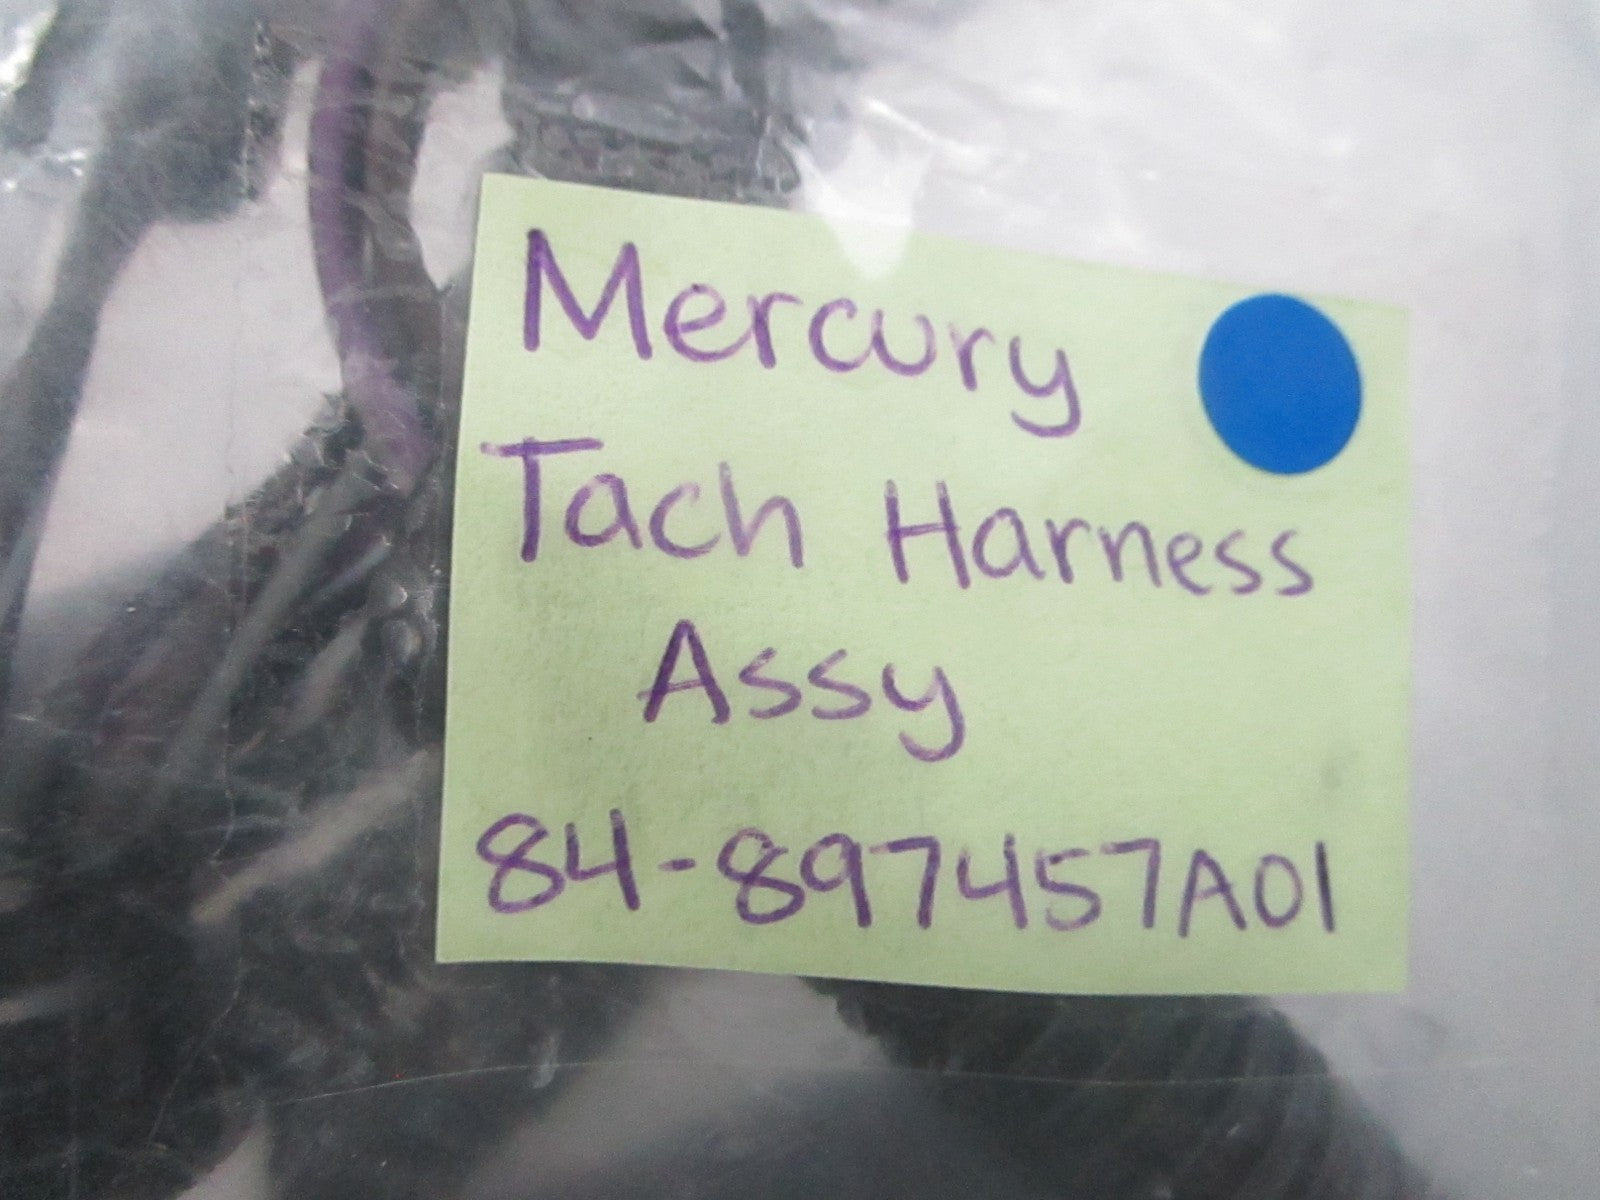 Mercury
Tach Harness
Assy
84-897457A01